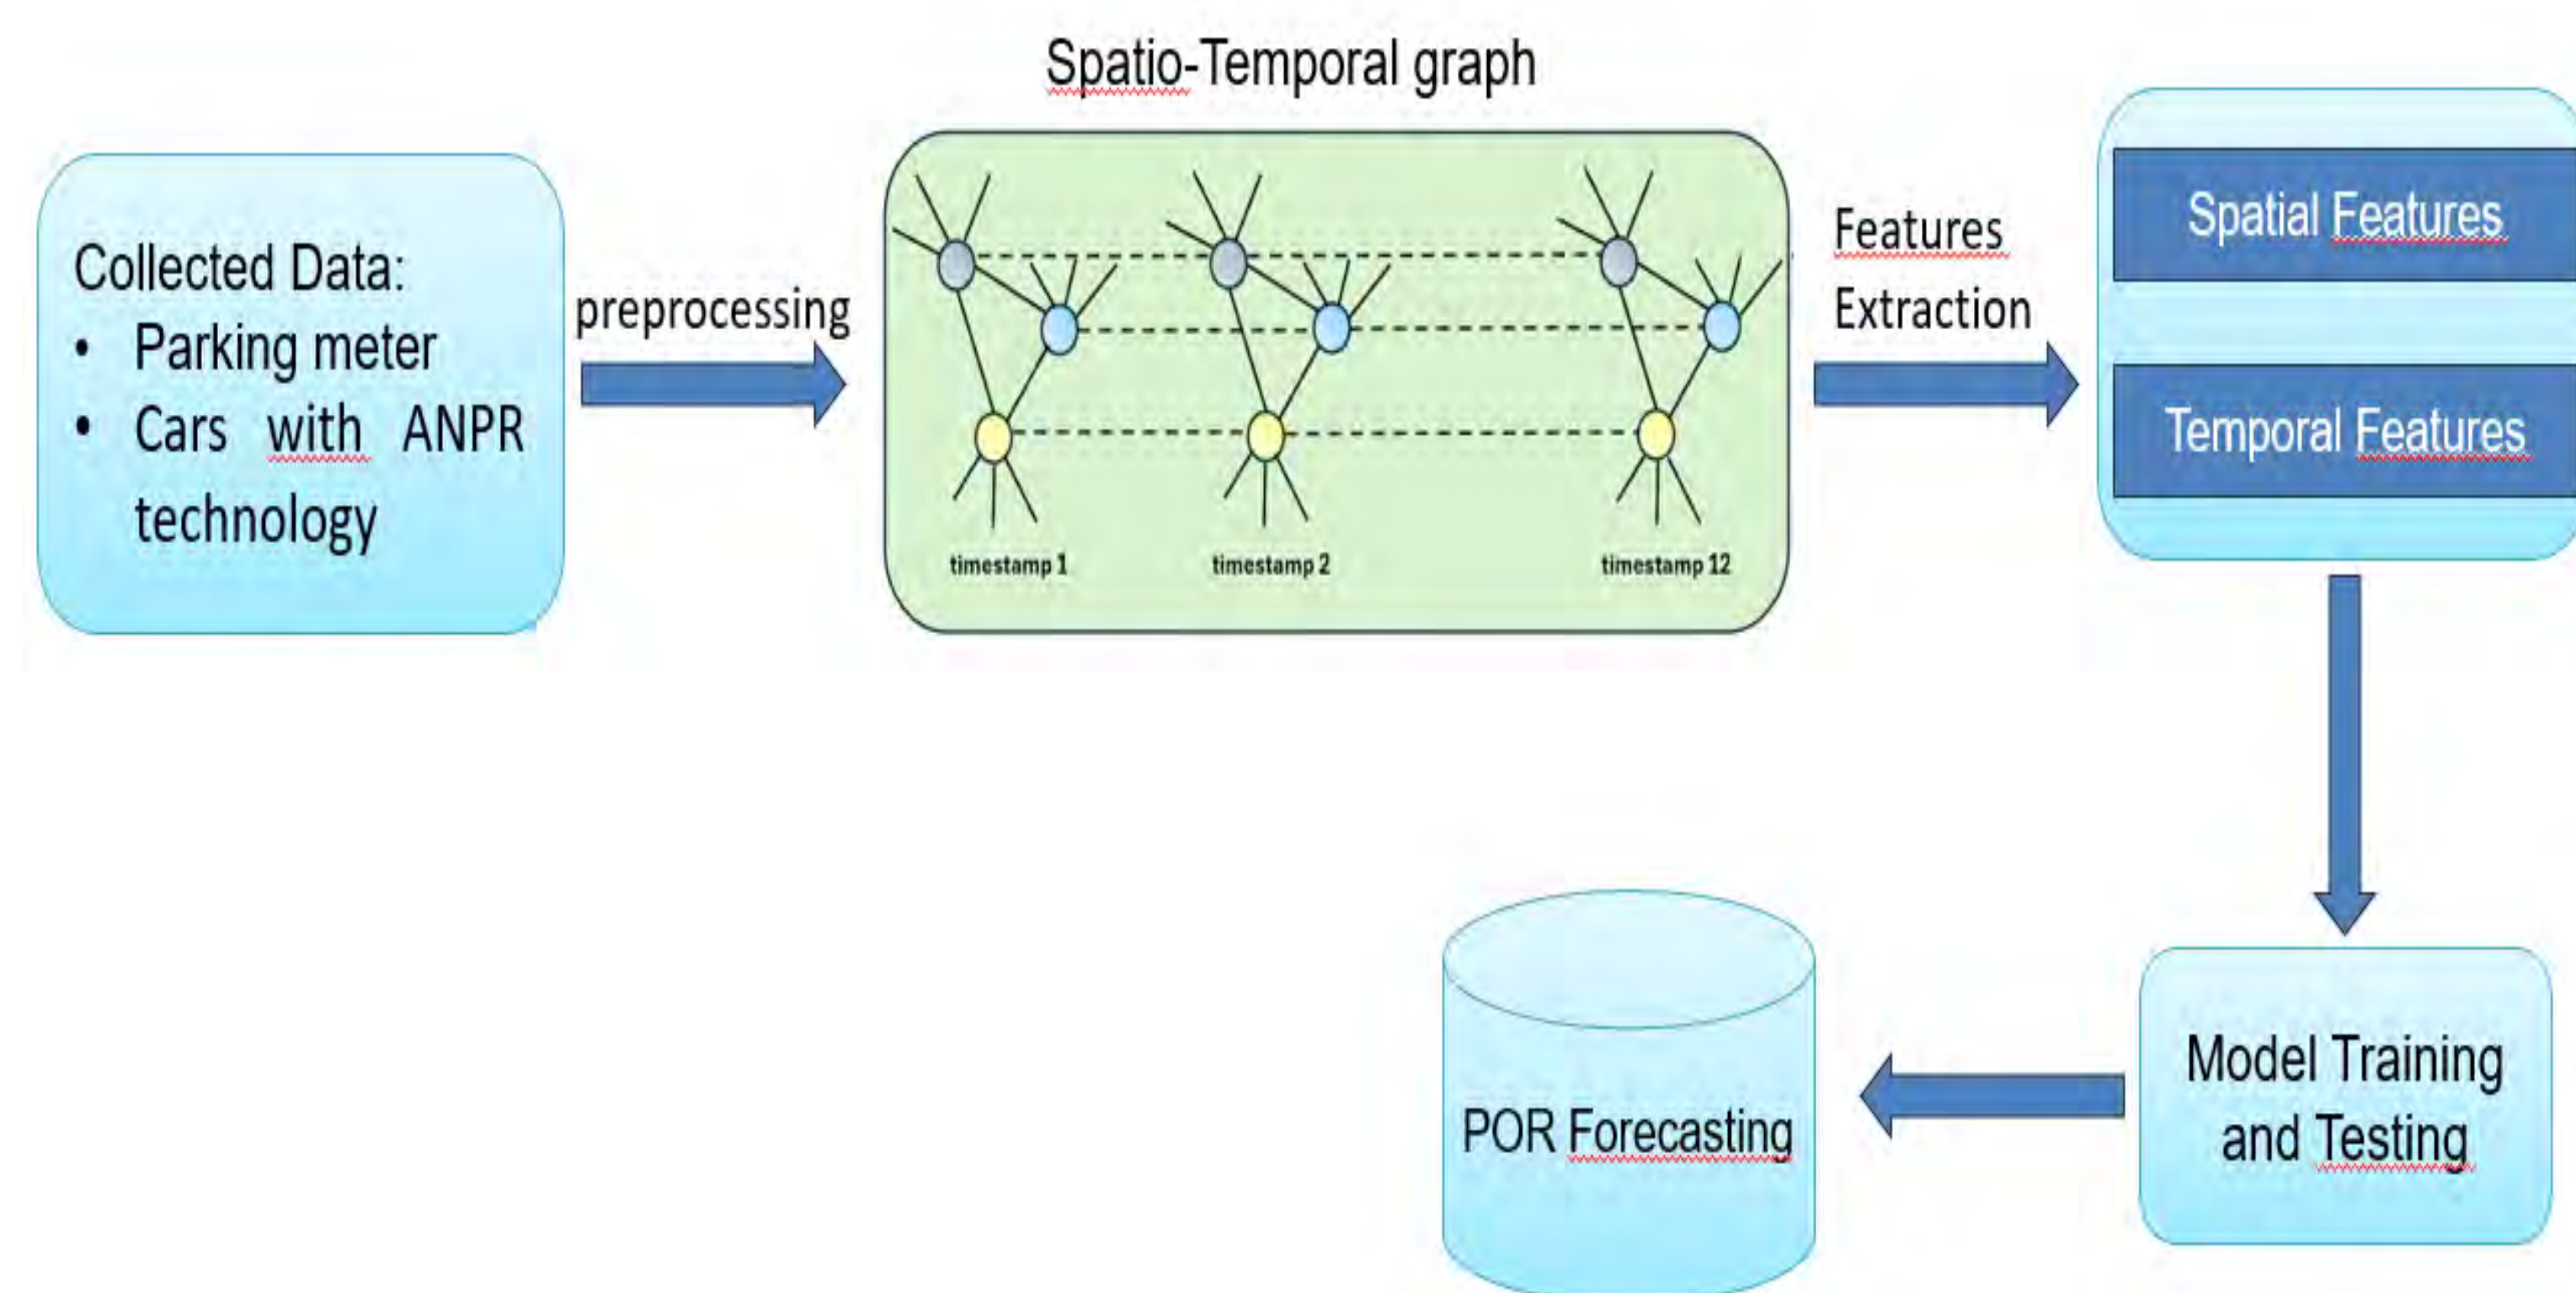 Spatio-Temporal graph
Collected Data:
• Parking meter
• Cars with ANPR
technology
preprocessing
timestamp 1
timestamp 2
timestamp 12
Features
Extraction
Spatial Features
Temporal Features
Model Training
and Testing
POR Forecasting